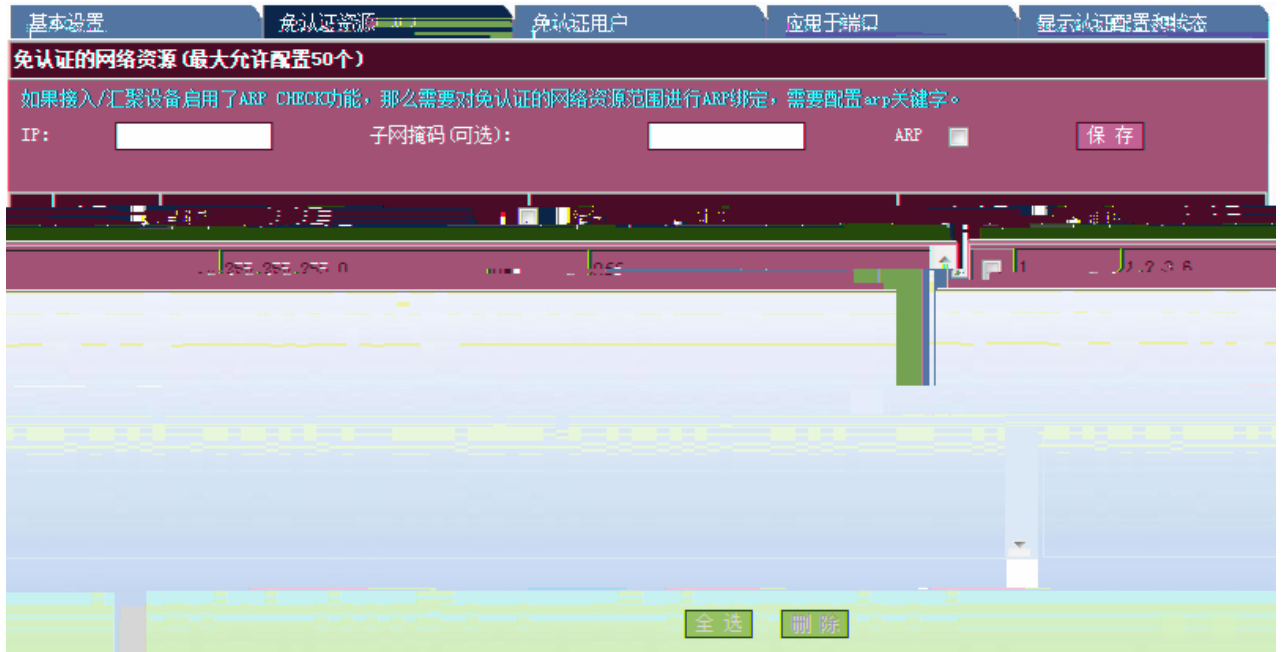 基本设置 免认证资源 免认证用户 应用于端口 显示认证配置和状态
免认证的网络资源(最大允许配置50个)
如果接入/汇聚设备启用了ARP CHECK功能，那么需要对免认证的网络资源范围进行ARP绑定，需要配置arp关键字。
IP: 子网掩码(可选): ARP 保 存
255.255.255.0 1
全 选 删 除